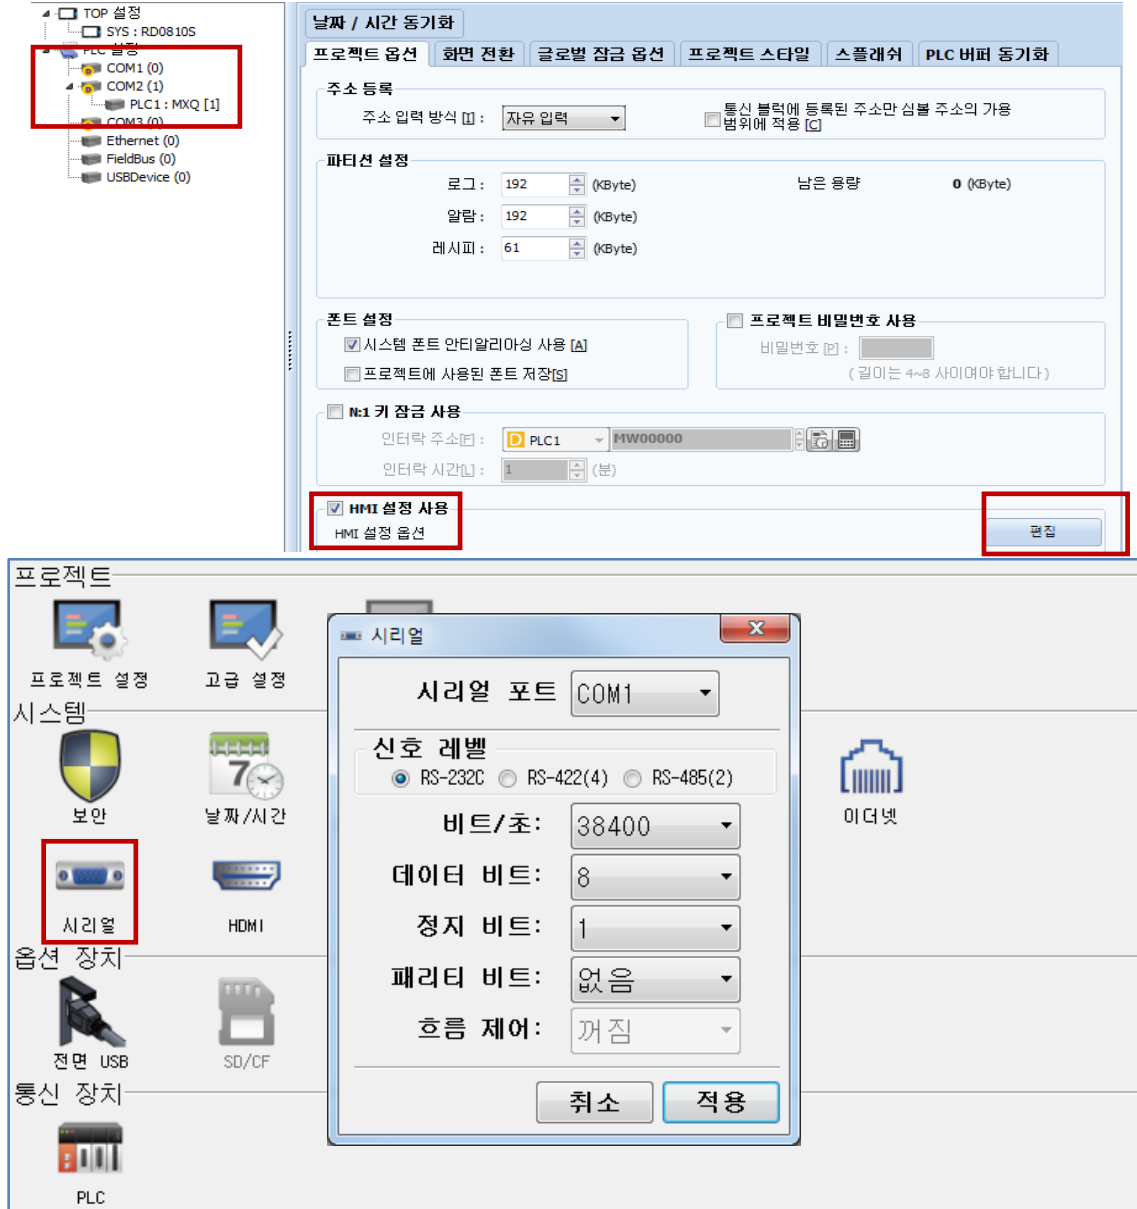 TOP 설정
SYS : RD0810S
PLC 설정
COM1 (0)
COM2 (1)
PLC1 : MXQ [1]
COM3 (0)
Ethernet (0)
FieldBus (0)
USBDevice (0)
날짜 / 시간 동기화
프로젝트 옵션 화면 전환 글로벌 잠금 옵션 프로젝트 스타일 스플래쉬 PLC 버퍼 동기화
주소 등록
주소 입력 방식 [I] : 자유 입력
통신 블럭에 등록된 주소만 심볼 주소의 가용
범위에 적용 [C]
파티션 설정
로그 : 192 (KByte) 남은 용량 0 (KByte)
알람 : 192 (KByte)
레시피 : 61 (KByte)
폰트 설정
시스템 폰트 안티알리아싱 사용 [A]
프로젝트에 사용된 폰트 저장[S]
프로젝트 비밀번호 사용
비밀번호 [P] :
( 길이는 4~8 사이여야 합니다 )
N:1 키 잠금 사용
인터락 주소[E] : D PLC1 MW00000
인터락 시간[L] : 1 (분)
HMI 설정 사용
HMI 설정 옵션 편집
프로젝트
프로젝트 설정 고급 설정
시스템
보안 날짜/시간 이더넷
시리얼 HDMI
옵션 장치
전면 USB SD/CF
통신 장치
PLC
시리얼
시리얼 포트 COM1
신호 레벨
RS-232C RS-422(4) RS-485(2)
비트/초: 38400
데이터 비트: 8
정지 비트: 1
패리티 비트: 없음
흐름 제어: 꺼짐
취소 적용